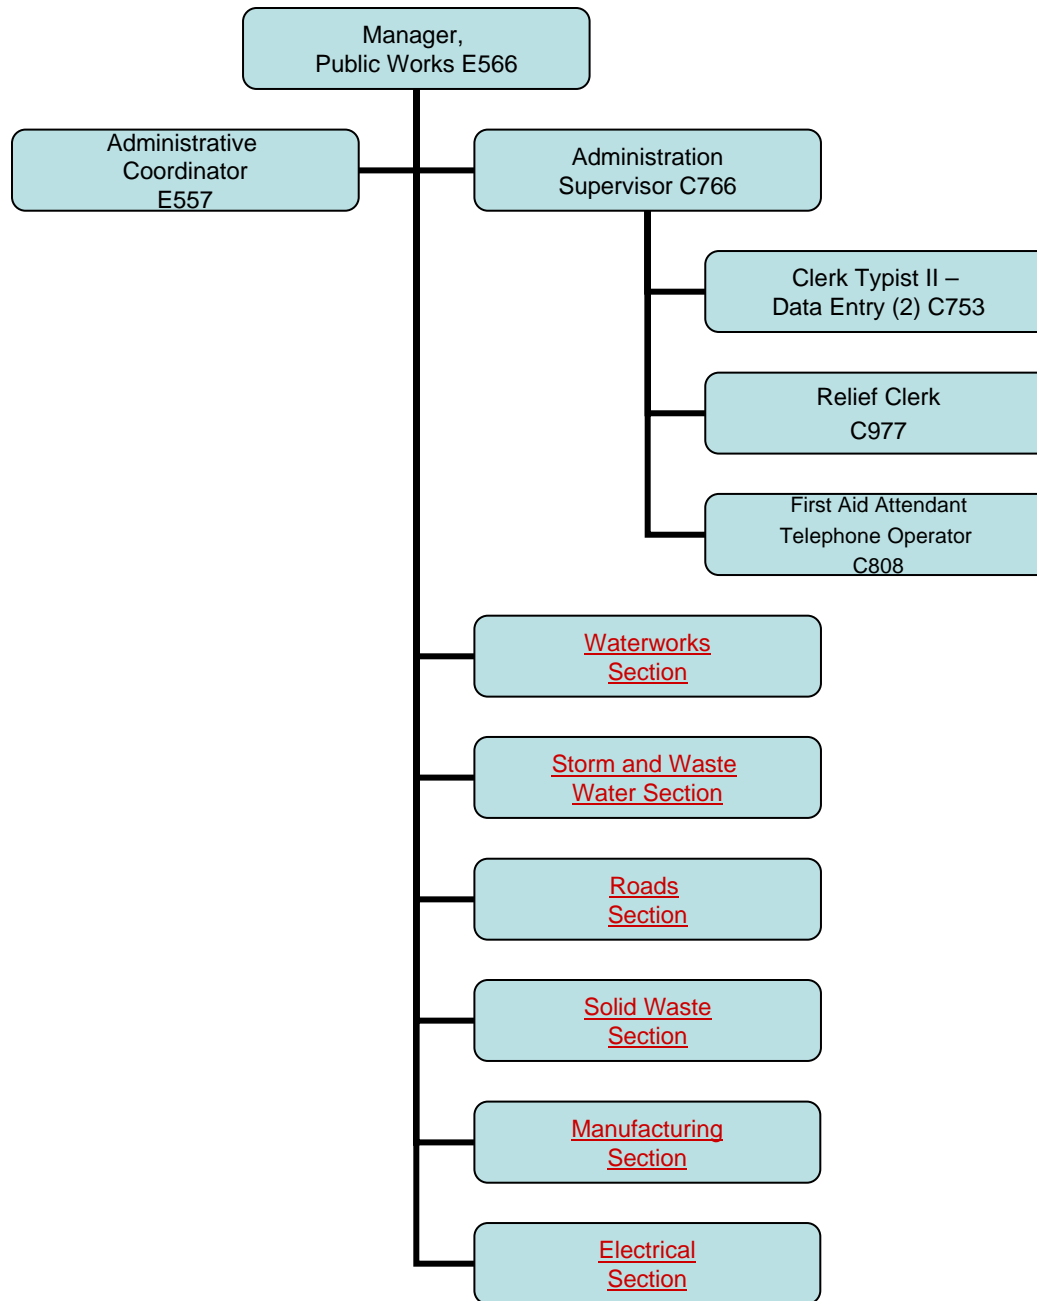 Manager,
Public Works E566
Administrative
Coordinator
E557
Administration
Supervisor C766
Clerk Typist II –
Data Entry (2) C753
Relief Clerk
C977
First Aid Attendant
Telephone Operator
C808
Waterworks
Section
Storm and Waste
Water Section
Roads
Section
Solid Waste
Section
Manufacturing
Section
Electrical
Section